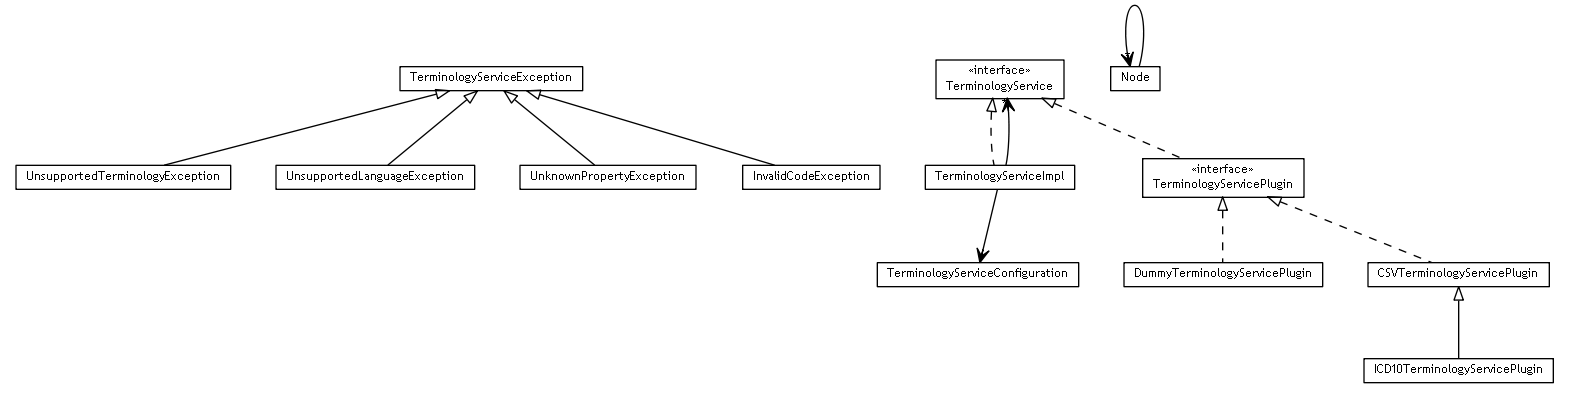 TerminologyServiceException
«interface»
TerminologyService
Node
UnsupportedTerminologyException
UnsupportedLanguageException
UnknownPropertyException
InvalidCodeException
TerminologyServiceImpl
«interface»
TerminologyServicePlugin
TerminologyServiceConfiguration
DummyTerminologyServicePlugin
CSVTerminologyServicePlugin
ICD10TerminologyServicePlugin